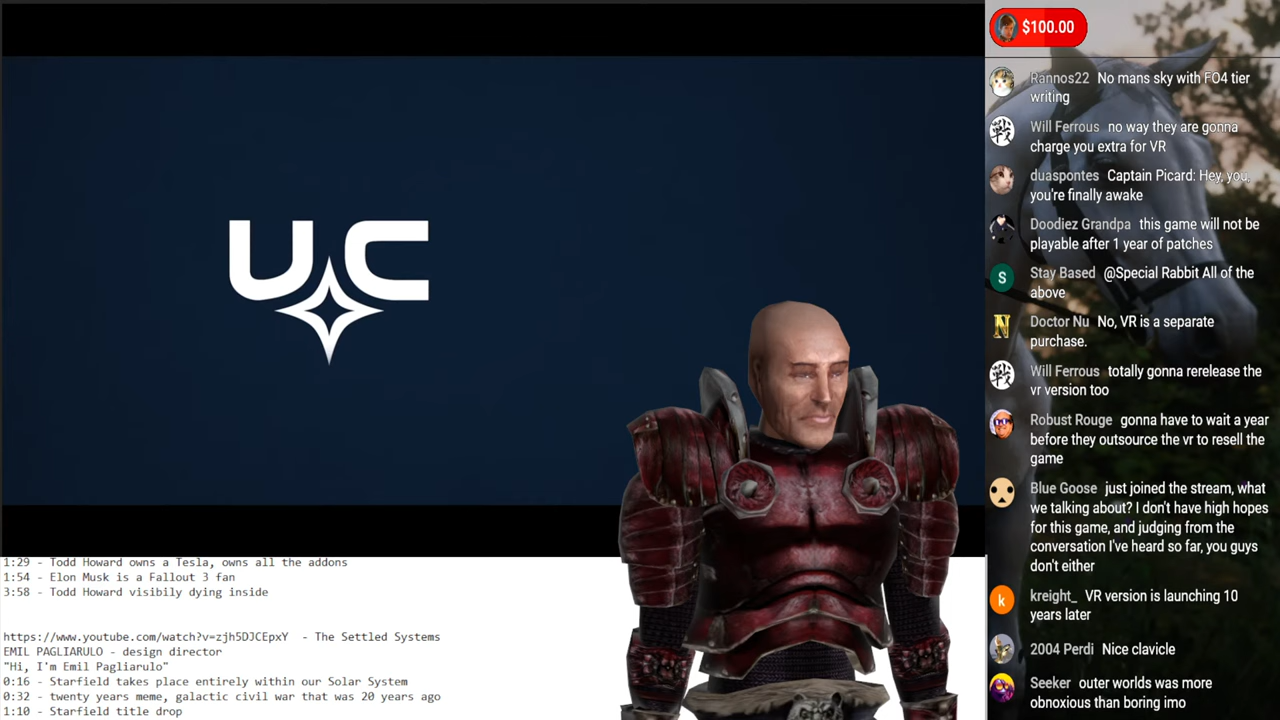 UC
1:29 - Todd Howard owns a Tesla, owns all the addons
1:54 - Elon Musk is a Fallout 3 fan
3:58 - Todd Howard visibily dying inside
https://www.youtube.com/watch?v=zjh5DJCEpxY - The Settled Systems
EMIL PAGLIARULO - design director
"Hi, I'm Emil Pagliarulo"
0:16 - Starfield takes place entirely within our Solar System
0:32 - twenty years meme, galactic civil war that was 20 years ago
1:10 - Starfield title drop
$100.00
Rannos22 No mans sky with FO4 tier
writing
Will Ferrous no way they are gonna
charge you extra for VR
duaspontes Captain Picard: Hey, you,
you're finally awake
Doodiez Grandpa this game will not be
playable after 1 year of patches
S
Stay Based @Special Rabbit All of the
above
N
Doctor Nu No, VR is a separate
purchase.
Will Ferrous totally gonna rerelease the
vr version too
Robust Rouge gonna have to wait a year
before they outsource the vr to resell the
game
Blue Goose just joined the stream, what
we talking about? I don't have high hopes
for this game, and judging from the
conversation I've heard so far, you guys
don't either
k
kreight_ VR version is launching 10
years later
2004 Perdi Nice clavicle
Seeker outer worlds was more
obnoxious than boring imo